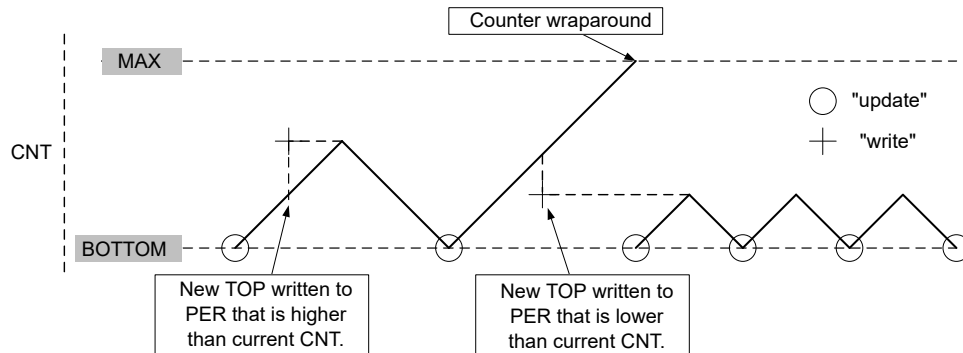 Counter wraparound
MAX
"update"
"write"
CNT
BOTTOM
New TOP written to
PER that is higher
than current CNT.
New TOP written to
PER that is lower
than current CNT.